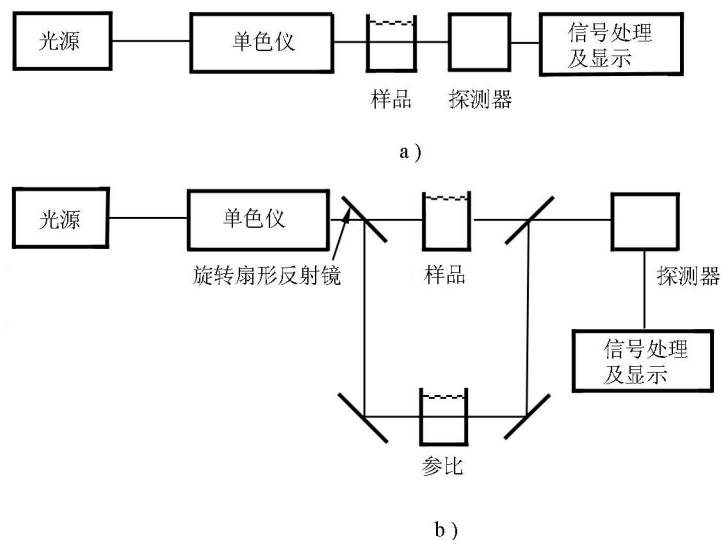 光源
单色仪
信号处理
及显示
样品
探测器
a )
光源
单色仪
旋转扇形反射镜
样品
探测器
信号处理
及显示
参比
b )